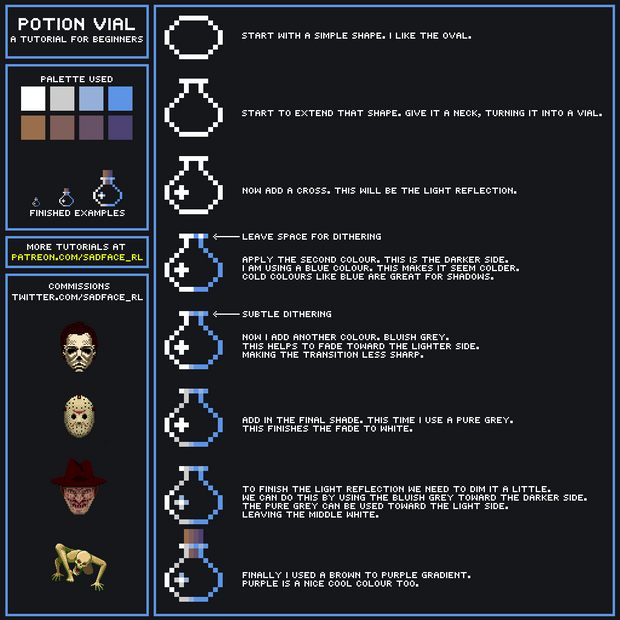 POTION VIAL
A TUTORIAL FOR BEGINNERS
PALETTE USED
FINISHED EXAMPLES
MORE TUTORIALS AT
PATREON.COM/SADFACE_RL
COMMISSIONS
TWITTER.COM/SADFACE_RL
START WITH A SIMPLE SHAPE. I LIKE THE OVAL.
START TO EXTEND THAT SHAPE. GIVE IT A NECK, TURNING IT INTO A VIAL.
NOW ADD A CROSS. THIS WILL BE THE LIGHT REFLECTION.
LEAVE SPACE FOR DITHERING
APPLY THE SECOND COLOUR. THIS IS THE DARKER SIDE.
I AM USING A BLUE COLOUR. THIS MAKES IT SEEM COLDER.
COLD COLOURS LIKE BLUE ARE GREAT FOR SHADOWS.
SUBTLE DITHERING
NOW I ADD ANOTHER COLOUR. BLUISH GREY.
THIS HELPS TO FADE TOWARD THE LIGHTER SIDE.
MAKING THE TRANSITION LESS SHARP.
ADD IN THE FINAL SHADE. THIS TIME I USE A PURE GREY.
THIS FINISHES THE FADE TO WHITE.
TO FINISH THE LIGHT REFLECTION WE NEED TO DIM IT A LITTLE.
WE CAN DO THIS BY USING THE BLUISH GREY TOWARD THE DARKER SIDE.
THE PURE GREY CAN BE USED TOWARD THE LIGHT SIDE.
LEAVING THE MIDDLE WHITE.
FINALLY I USED A BROWN TO PURPLE GRADIENT.
PURPLE IS A NICE COOL COLOUR TOO.